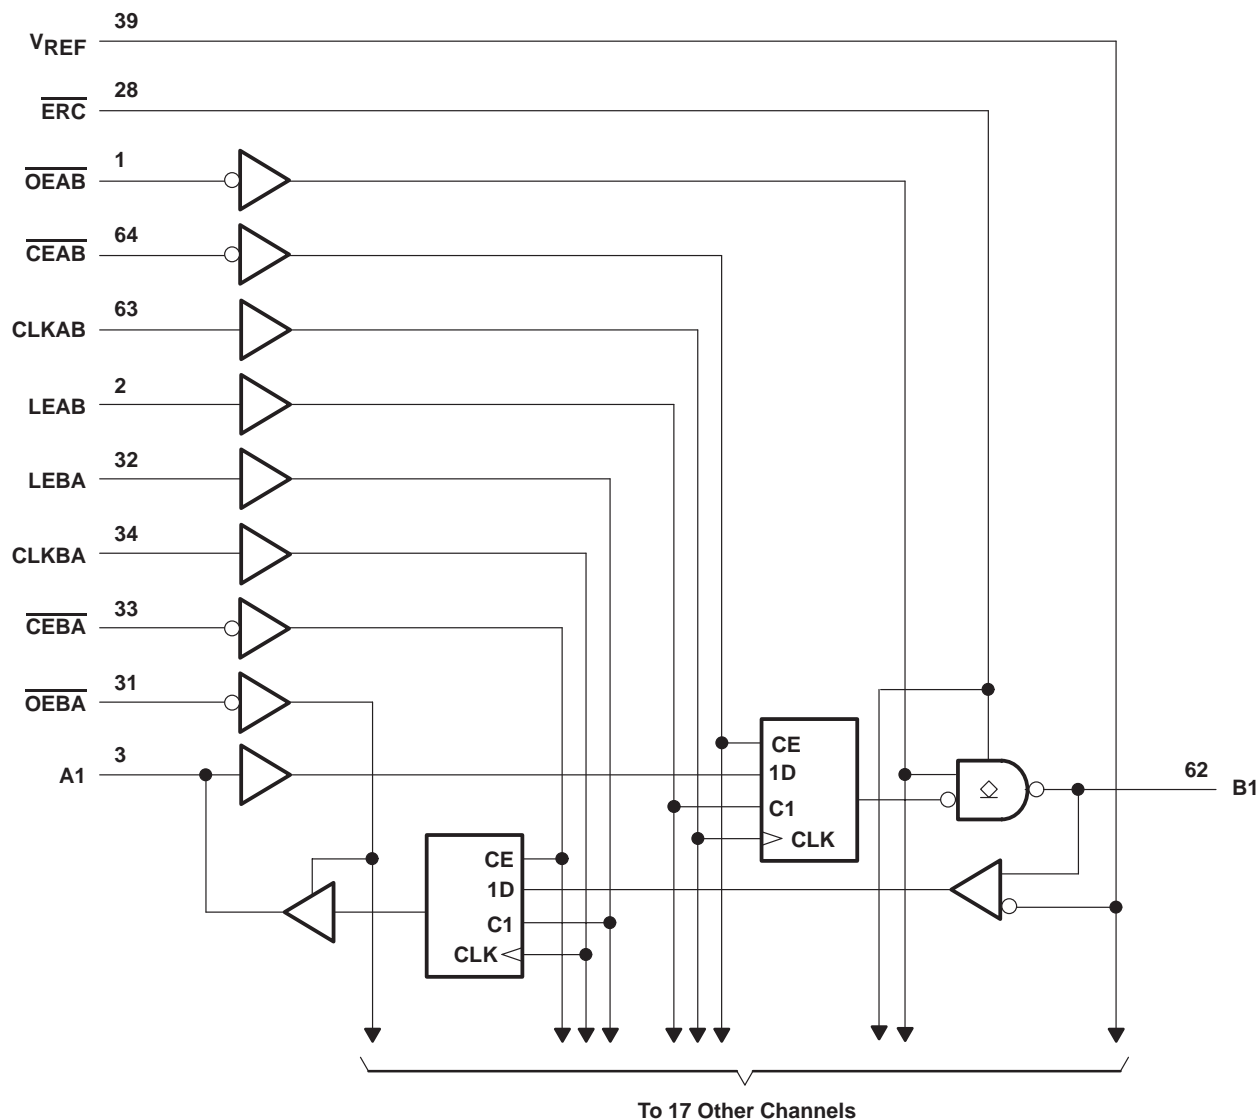 39
VREF
28
ERC
1
OEAB
64
CEAB
63
CLKAB
2
LEAB
32
LEBA
34
CLKBA
33
CEBA
31
OEBA
3
A1
CE
1D
C1
CLK
62
B1
CE
1D
C1
CLK
To 17 Other Channels